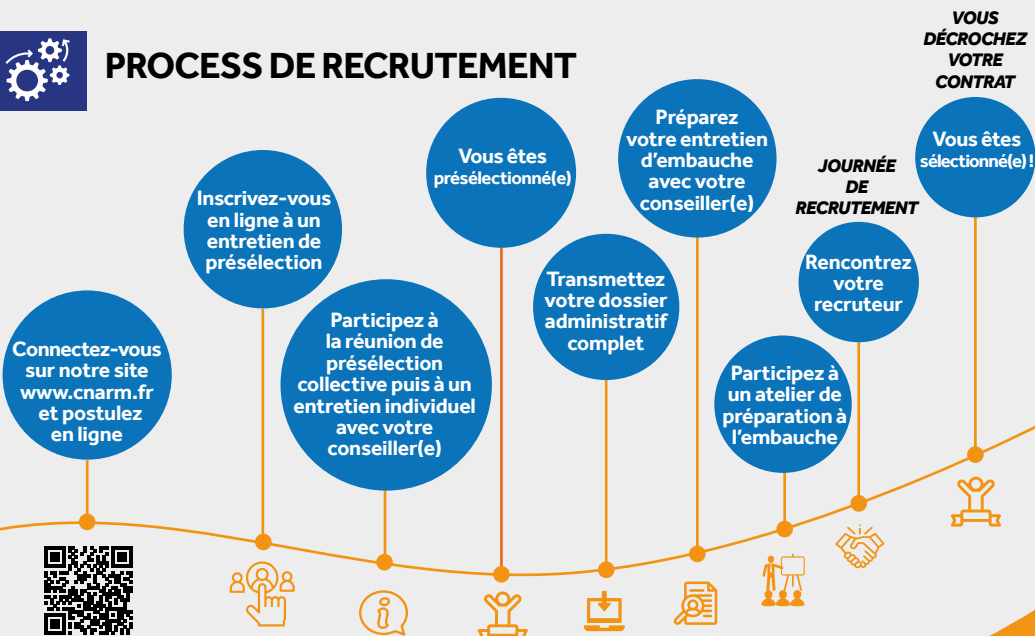 PROCESS DE RECRUTEMENT
Connectez-vous
sur notre site
www.cnarm.fr
et postulez
en ligne
Inscrivez-vous
en ligne à un
entretien de
présélection
Participez à
la réunion de
présélection
collective puis à un
entretien individuel
avec votre
conseiller(e)
Vous êtes
présélectionné(e)
Transmettez
votre dossier
administratif
complet
Préparez
votre entretien
d'embauche
avec votre
conseiller(e)
Participez à
un atelier de
préparation à
l'embauche
JOURNÉE
DE
RECRUTEMENT
Rencontrez
votre
recruteur
VOUS
DÉCROCHEZ
VOTRE
CONTRAT
Vous êtes
sélectionné(e) !